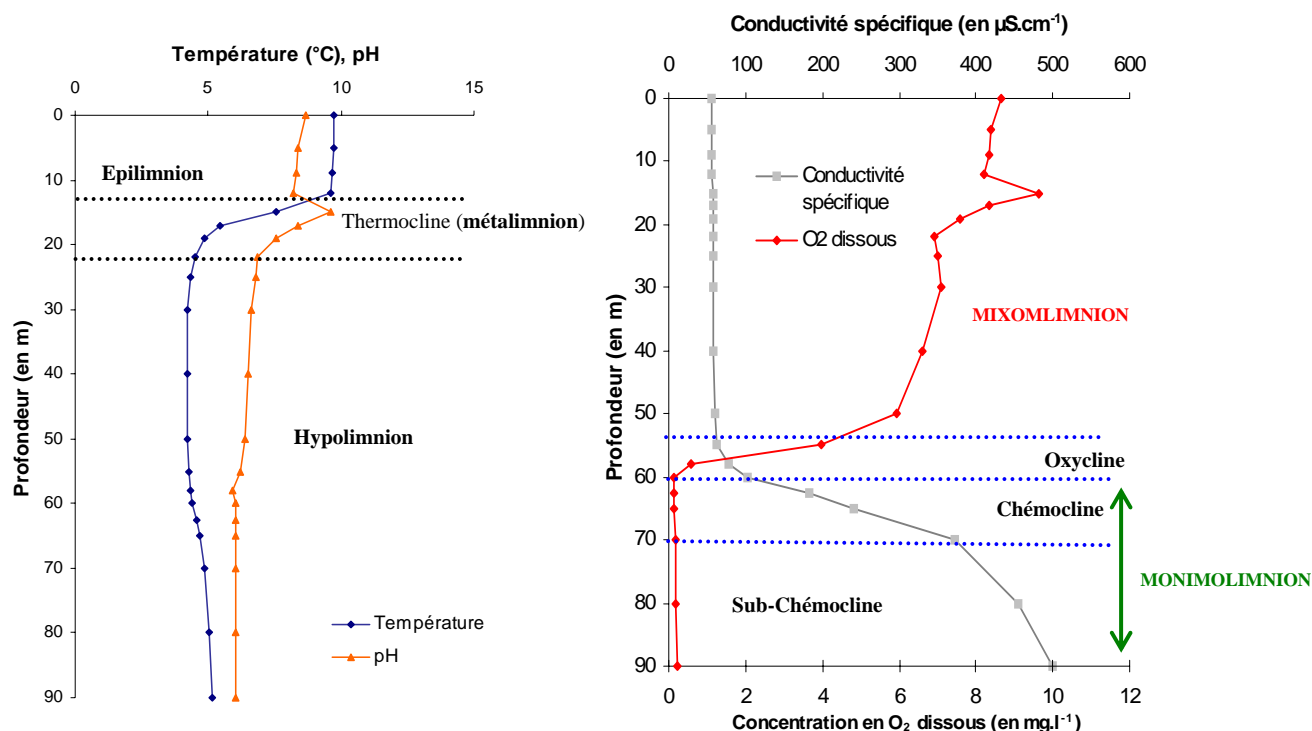 Température (°C), pH
0 5 10 15
0
10
20
30
40
50
60
70
80
90
Profondeur (en m)
Epilimnion
Thermocline (métalimnion)
Hypolimnion
Température
pH
Conductivité spécifique (en µS.cm-1)
0 100 200 300 400 500 600
0
10
20
30
40
50
60
70
80
90
Profondeur (en m)
Conductivité
spécifique
O2 dissous
MIXOMLIMNION
Oxycline
Chémocline
MONIMOLIMNION
Sub-Chémocline
0 2 4 6 8 10 12
Concentration en O2 dissous (en mg.l-1)